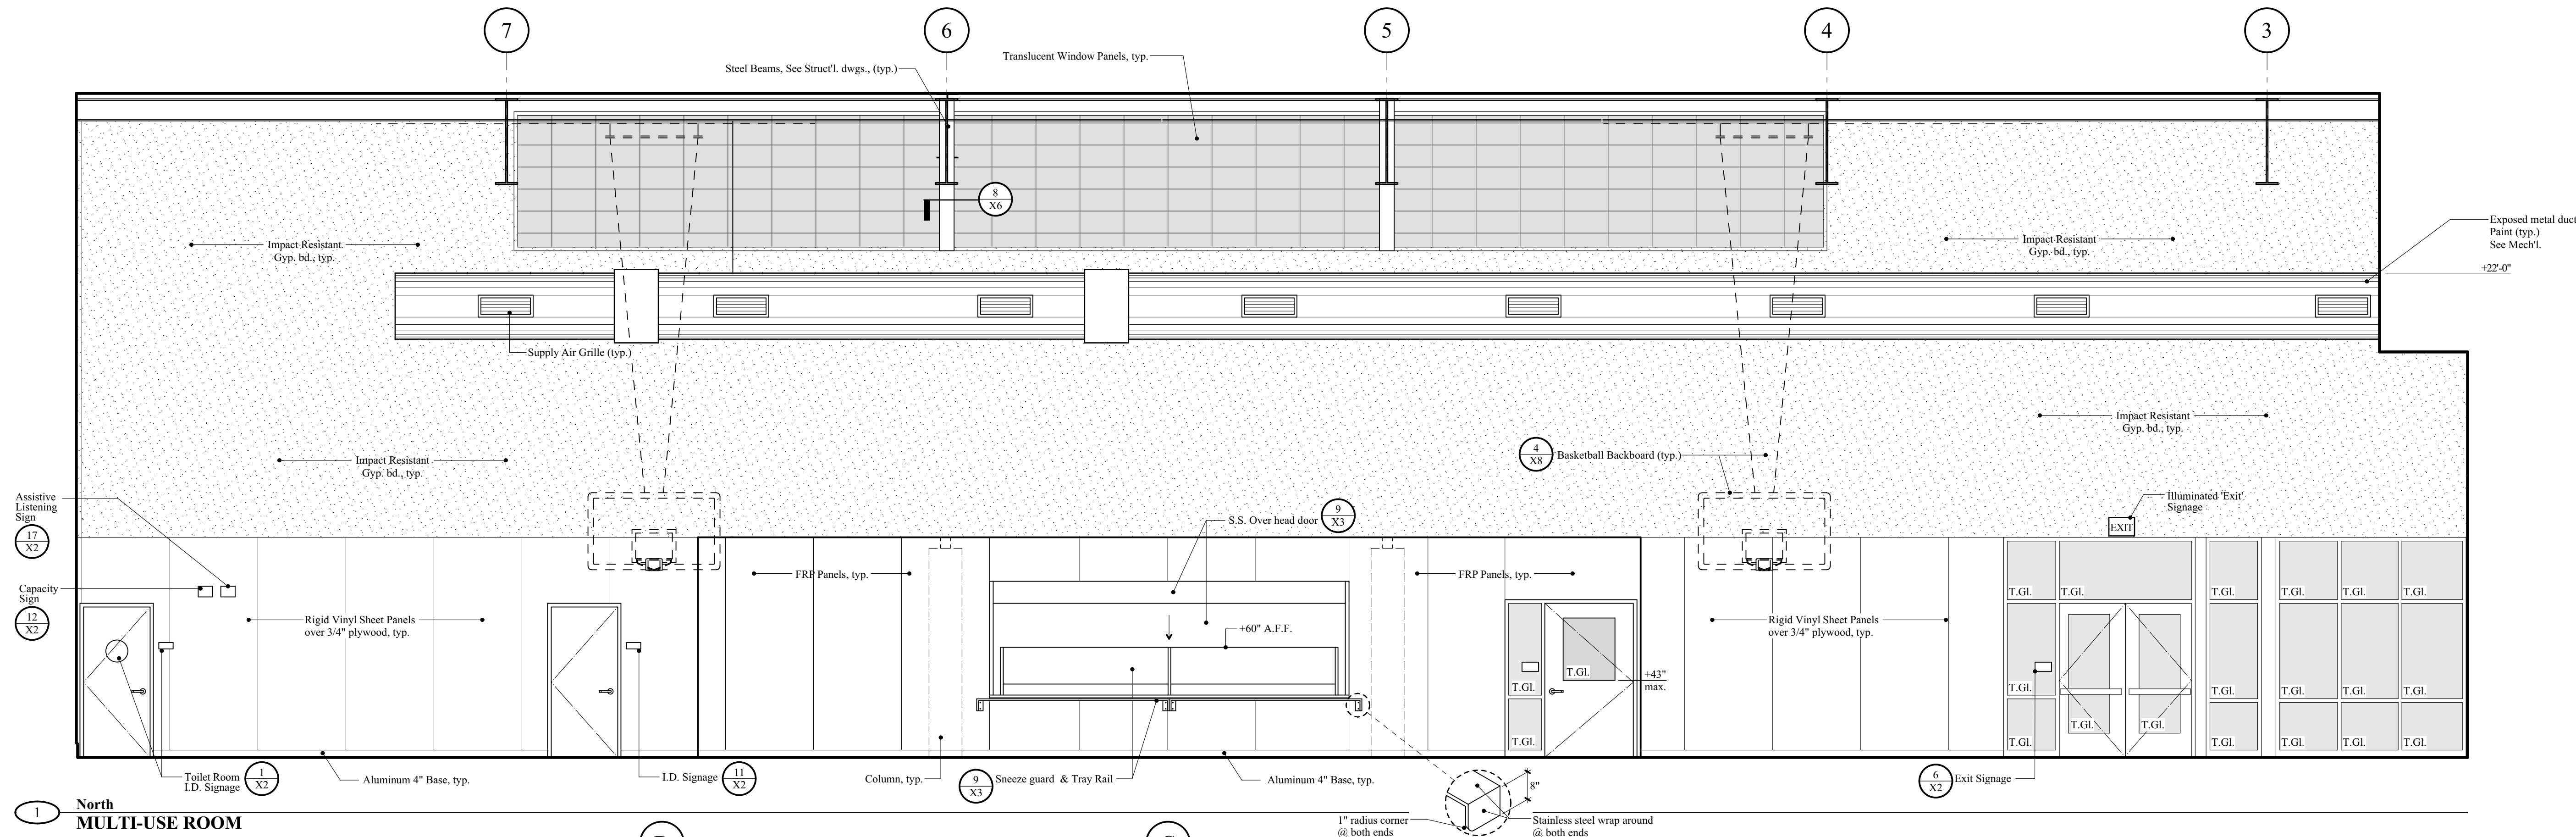 7
6
5
4
3
Translucent Window Panels, typ.
Steel Beams, See Struct'l. dwgs., (typ.)
8
X6
Exposed metal duct
Paint (typ.)
See Mech'l.
Impact Resistant
Gyp. bd., typ.
Impact Resistant
Gyp. bd., typ.
+22'-0"
Supply Air Grille (typ.)
Impact Resistant
Gyp. bd., typ.
Impact Resistant
Gyp. bd., typ.
4
X8
Basketball Backboard (typ.)
Assistive
Listening
Sign
17
X2
Illuminated 'Exit'
Signage
EXIT
S.S. Over head door
9
X3
FRP Panels, typ.
FRP Panels, typ.
Capacity
Sign
12
X2
T.Gl.
T.Gl.
T.Gl.
T.Gl.
T.Gl.
T.Gl.
Rigid Vinyl Sheet Panels
over 3/4" plywood, typ.
+60" A.F.F.
Rigid Vinyl Sheet Panels
over 3/4" plywood, typ.
T.Gl.
+43"
max.
T.Gl.
T.Gl.
T.Gl.
T.Gl.
T.Gl.
T.Gl.
T.Gl.
T.Gl.
T.Gl.
T.Gl.
T.Gl.
T.Gl.
T.Gl.
T.Gl.
Toilet Room
I.D. Signage
1
X2
Aluminum 4" Base, typ.
I.D. Signage
11
X2
Column, typ.
9
X3
Sneeze guard & Tray Rail
Aluminum 4" Base, typ.
6
X2
Exit Signage
8"
1" radius corner
@ both ends
Stainless steel wrap around
@ both ends
1
North
MULTI-USE ROOM